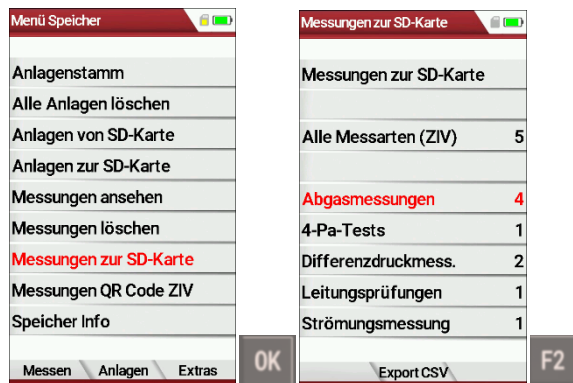 Menü Speicher
Anlagenstamm
Alle Anlagen löschen
Anlagen von SD-Karte
Anlagen zur SD-Karte
Messungen ansehen
Messungen löschen
Messungen zur SD-Karte
Messungen QR Code ZIV
Speicher Info
Messen Anlagen Extras
OK
Messungen zur SD-Karte
Messungen zur SD-Karte
Alle Messarten (ZIV) 5
Abgasmessungen 4
4-Pa-Tests 1
Differenzdruckmess. 2
Leitungsprüfungen 1
Strömungsmessung 1
Export CSV
F2